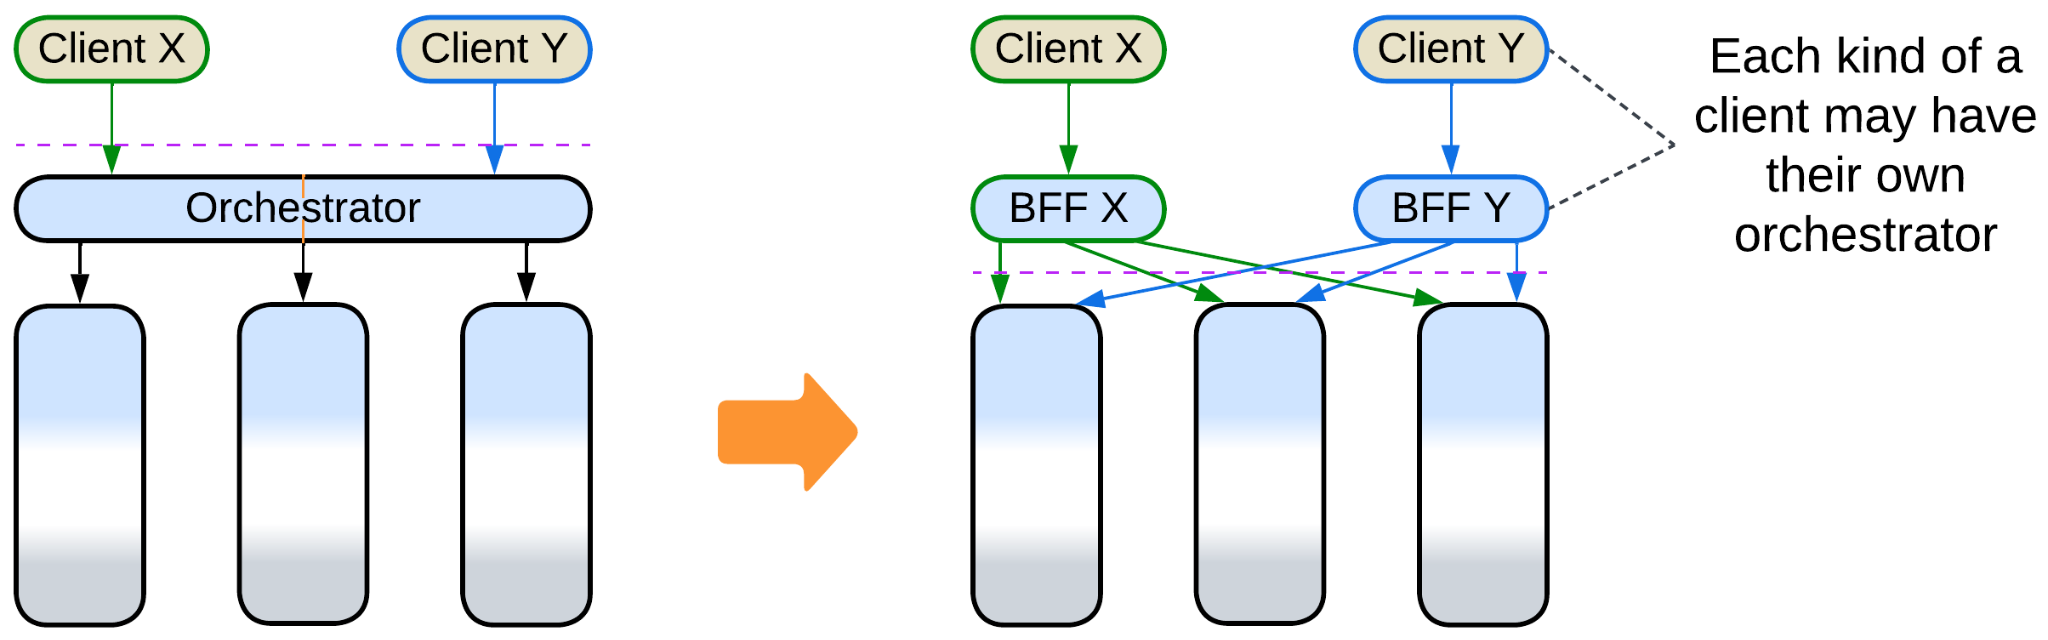 Client X
Client Y
Orchestrator
Client X
Client Y
BFF X
BFF Y
Each kind of a
client may have
their own
orchestrator